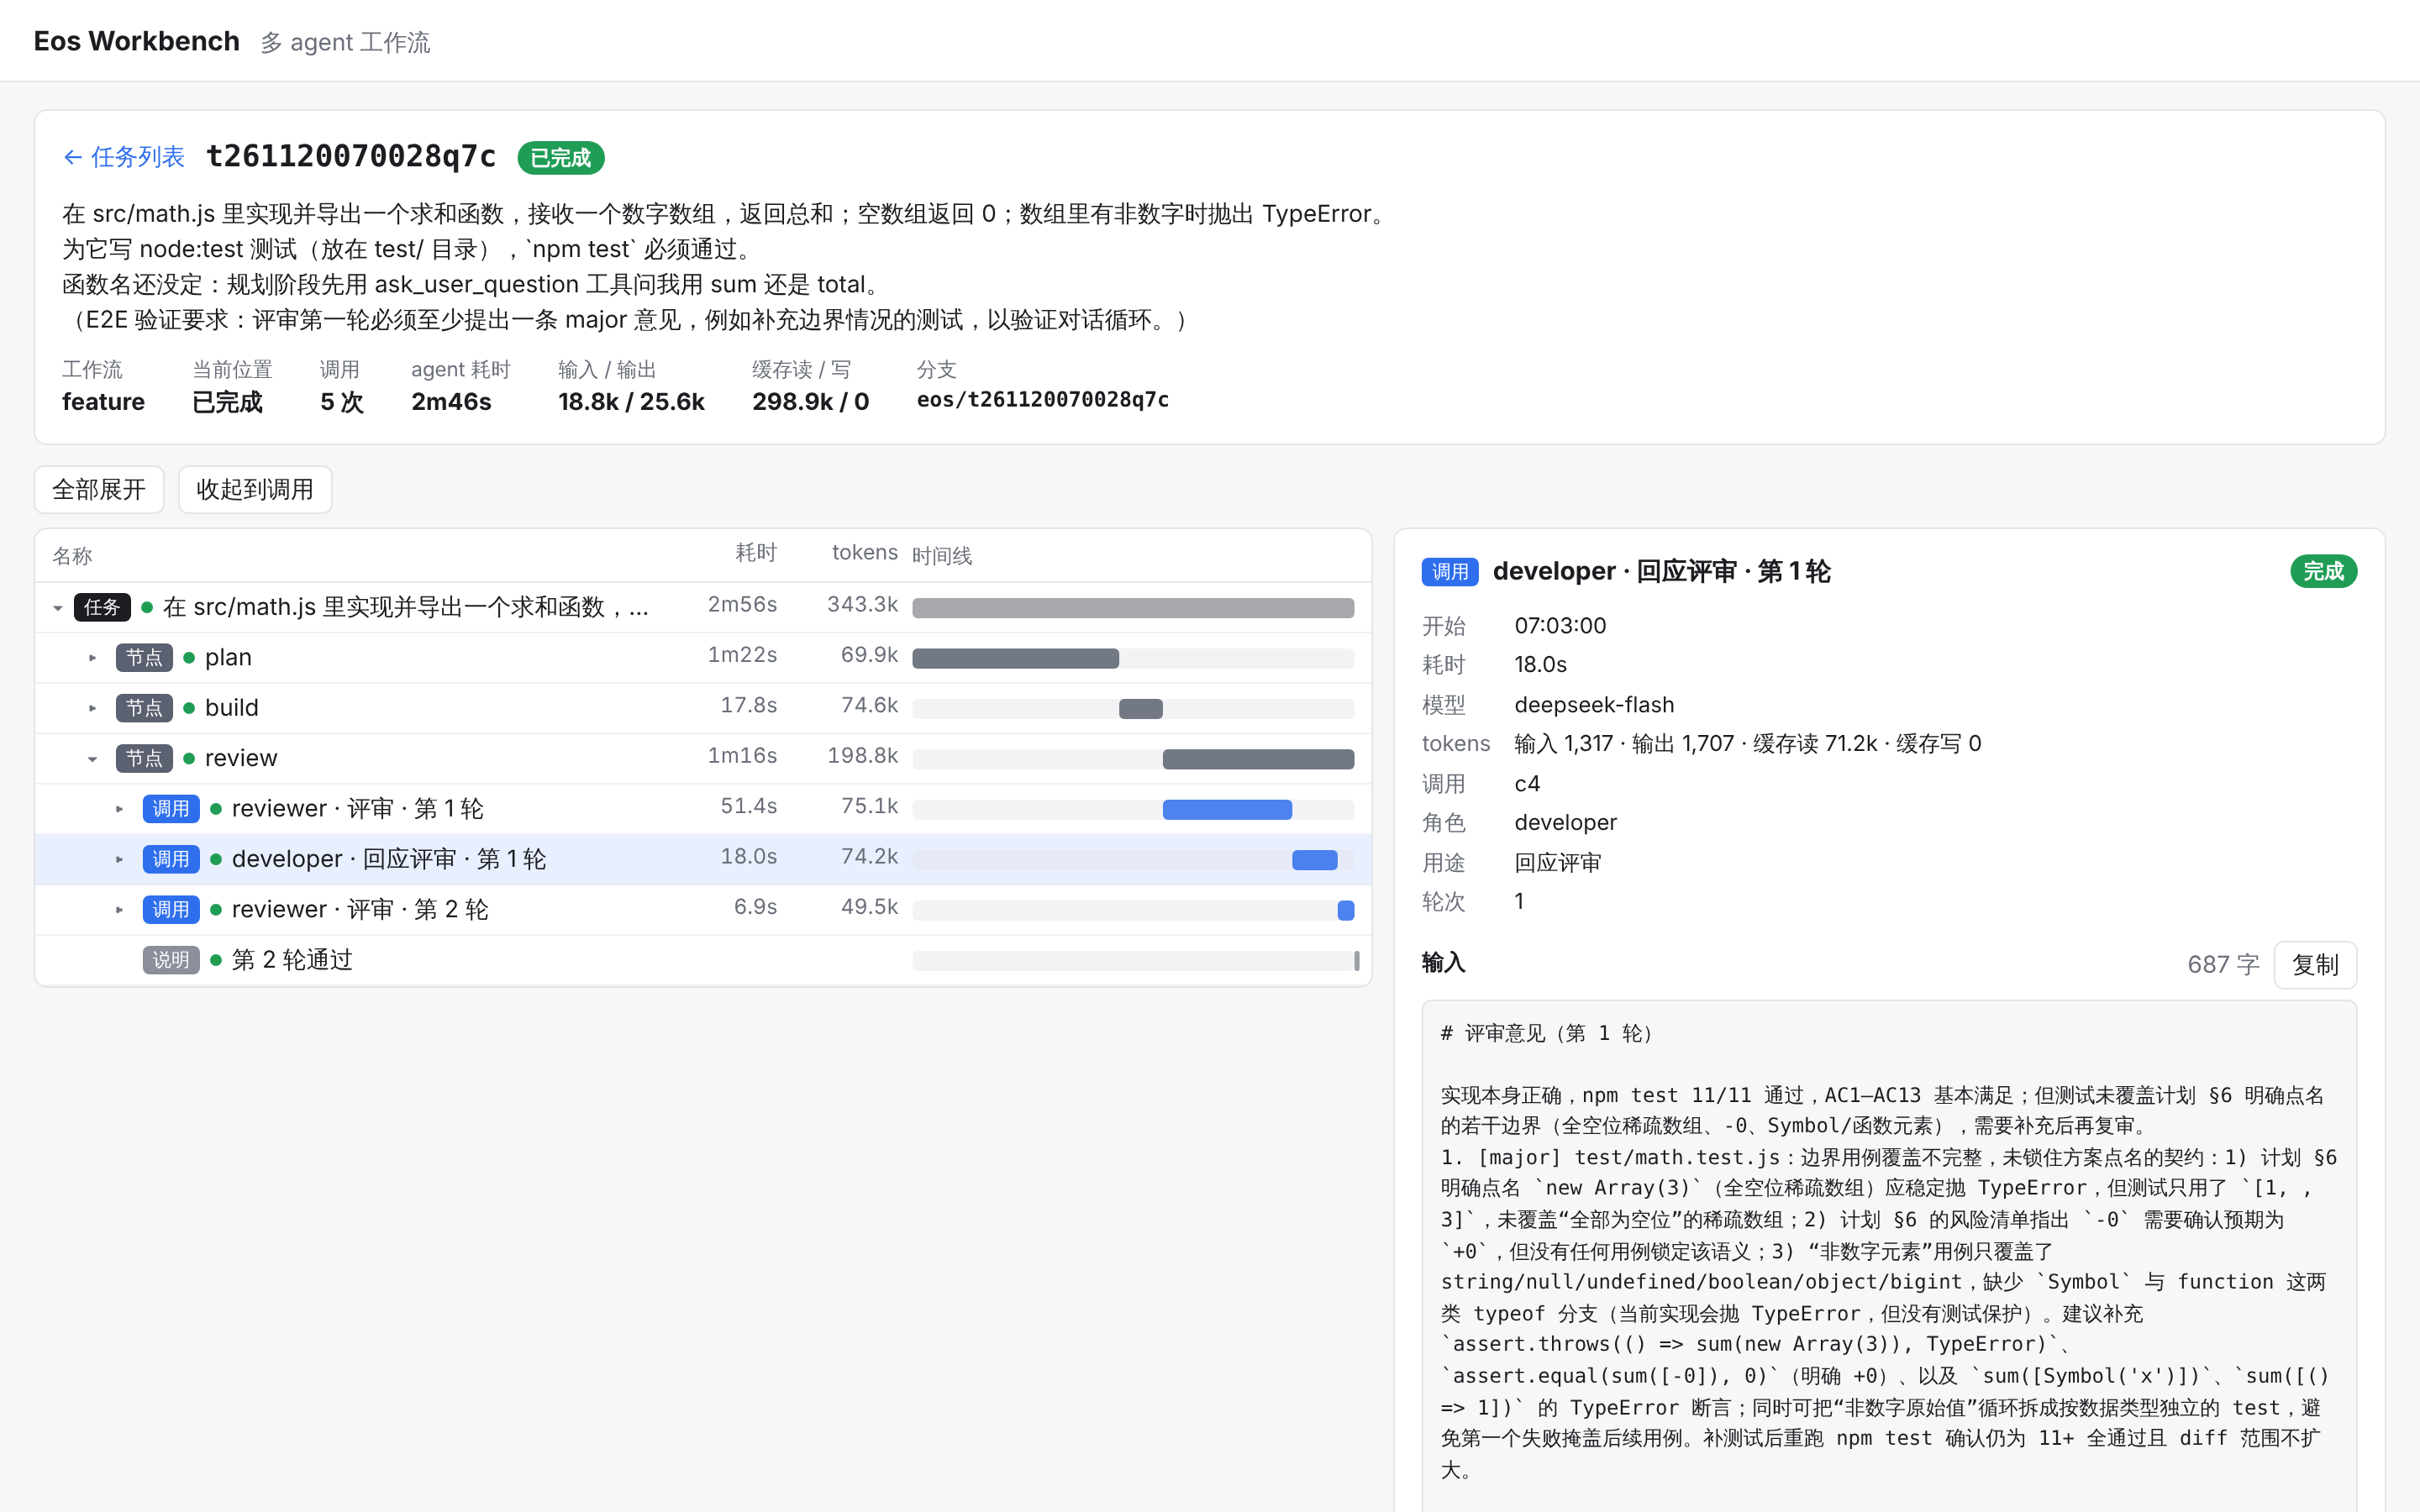 Eos Workbench 多 agent 工作流
← 任务列表 t261120070028q7c 已完成
在 src/math.js 里实现并导出一个求和函数，接收一个数字数组，返回总和；空数组返回 0；数组里有非数字时抛出 TypeError。
为它写 node:test 测试（放在 test/ 目录），`npm test` 必须通过。
函数名还没定：规划阶段先用 ask_user_question 工具问我用 sum 还是 total。
（E2E 验证要求：评审第一轮必须至少提出一条 major 意见，例如补充边界情况的测试，以验证对话循环。）
工作流 当前位置 调用 agent 耗时 输入 / 输出 缓存读 / 写 分支
feature 已完成 5 次 2m46s 18.8k / 25.6k 298.9k / 0 eos/t261120070028q7c
全部展开 收起到调用
名称 耗时 tokens 时间线
任务 在 src/math.js 里实现并导出一个求和函数，... 2m56s 343.3k
节点 plan 1m22s 69.9k
节点 build 17.8s 74.6k
节点 review 1m16s 198.8k
调用 reviewer · 评审 · 第 1 轮 51.4s 75.1k
调用 developer · 回应评审 · 第 1 轮 18.0s 74.2k
调用 reviewer · 评审 · 第 2 轮 6.9s 49.5k
说明 第 2 轮通过
调用 developer · 回应评审 · 第 1 轮 完成
开始 07:03:00
耗时 18.0s
模型 deepseek-flash
tokens 输入 1,317 · 输出 1,707 · 缓存读 71.2k · 缓存写 0
调用 c4
角色 developer
用途 回应评审
轮次 1
输入 687 字 复制
# 评审意见（第 1 轮）
实现本身正确，npm test 11/11 通过，AC1–AC13 基本满足；但测试未覆盖计划 §6 明确点名
的若干边界（全空位稀疏数组、-0、Symbol/函数元素），需要补充后再复审。
1. [major] test/math.test.js：边界用例覆盖不完整，未锁住方案点名的契约：1) 计划 §6
明确点名 `new Array(3)`（全空位稀疏数组）应稳定抛 TypeError，但测试只用了 `[1, ,
3]`，未覆盖“全部为空位”的稀疏数组；2) 计划 §6 的风险清单指出 `-0` 需要确认预期为
`+0`，但没有任何用例锁定该语义；3) “非数字元素”用例只覆盖了
string/null/undefined/boolean/object/bigint，缺少 `Symbol` 与 function 这两
类 typeof 分支（当前实现会抛 TypeError，但没有测试保护）。建议补充
`assert.throws(() => sum(new Array(3)), TypeError)`、
`assert.equal(sum([-0]), 0)`（明确 +0）、以及 `sum([Symbol('x')])`、`sum([()
=> 1])` 的 TypeError 断言；同时可把“非数字原始值”循环拆成按数据类型独立的 test，避
免第一个失败掩盖后续用例。补测试后重跑 npm test 确认仍为 11+ 全通过且 diff 范围不扩
大。